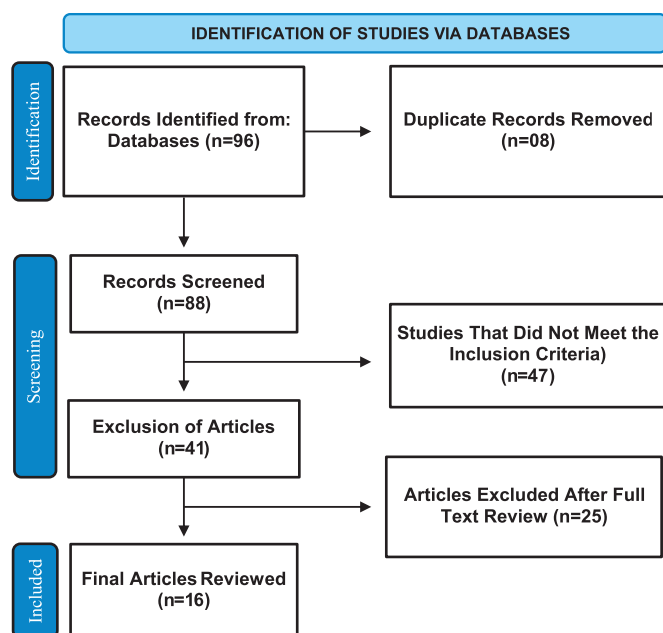 IDENTIFICATION OF STUDIES VIA DATABASES
Identification
Records Identified from:
Databases (n=96)
Duplicate Records Removed
(n=08)
Screening
Records Screened
(n=88)
Studies That Did Not Meet the
Inclusion Criteria)
(n=47)
Exclusion of Articles
(n=41)
Articles Excluded After Full
Text Review (n=25)
Included
Final Articles Reviewed
(n=16)